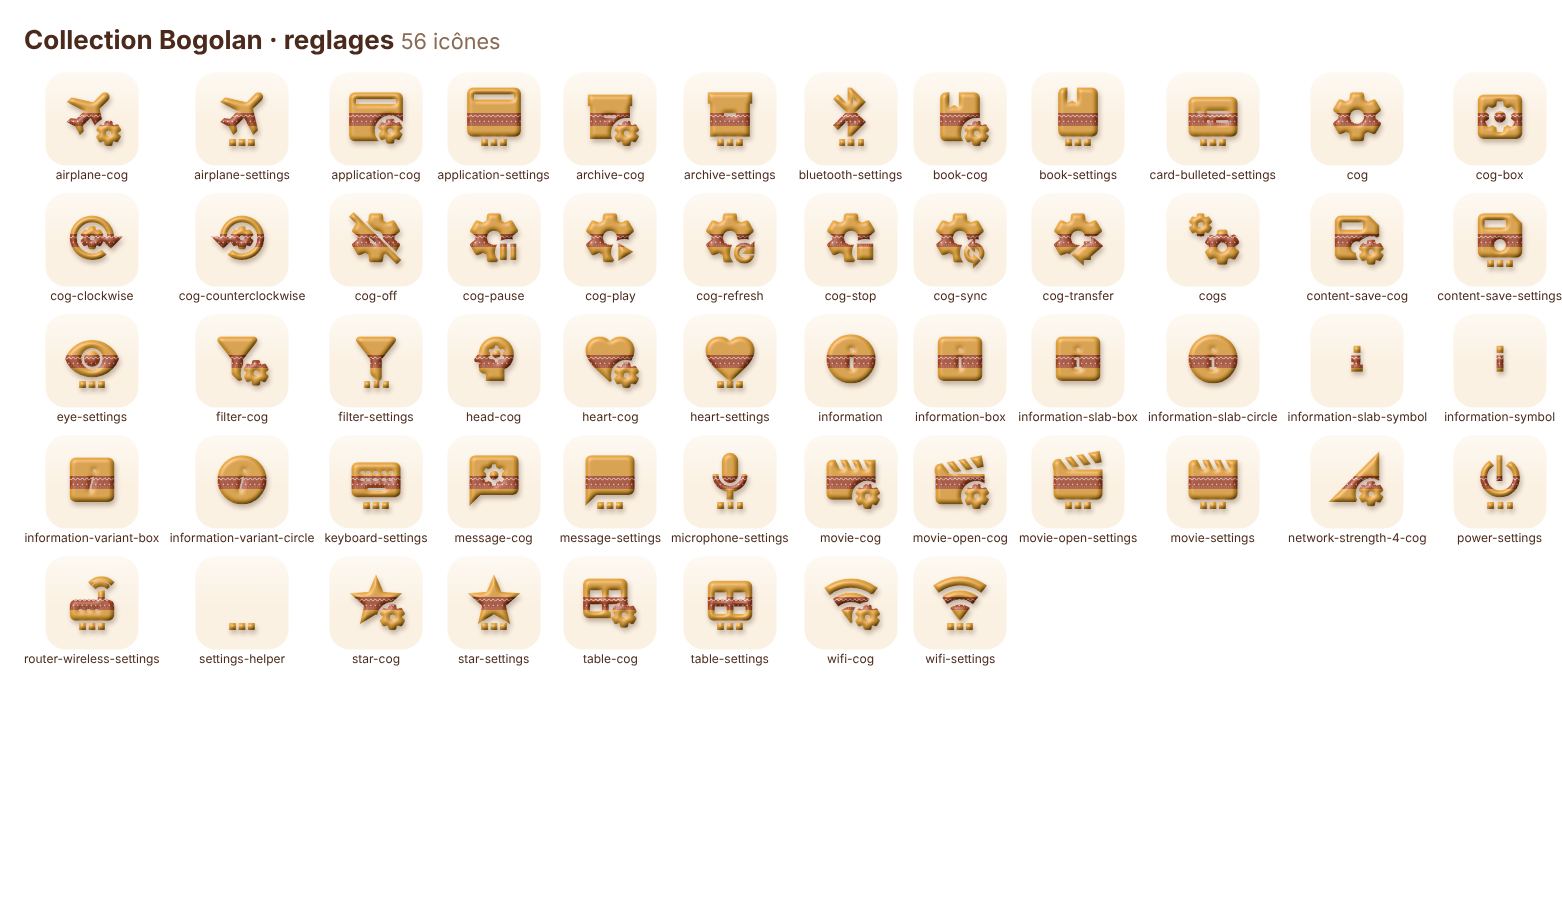 Collection Bogolan · reglages 56 icônes
airplane-cog airplane-settings application-cog application-settings archive-cog archive-settings bluetooth-settings book-cog book-settings card-bulleted-settings cog cog-box
cog-clockwise cog-counterclockwise cog-off cog-pause cog-play cog-refresh cog-stop cog-sync cog-transfer cogs content-save-cog content-save-settings
eye-settings filter-cog filter-settings head-cog heart-cog heart-settings information information-box information-slab-box information-slab-circle information-slab-symbol information-symbol
information-variant-box information-variant-circle keyboard-settings message-cog message-settings microphone-settings movie-cog movie-open-cog movie-open-settings movie-settings network-strength-4-cog power-settings
router-wireless-settings settings-helper star-cog star-settings table-cog table-settings wifi-cog wifi-settings